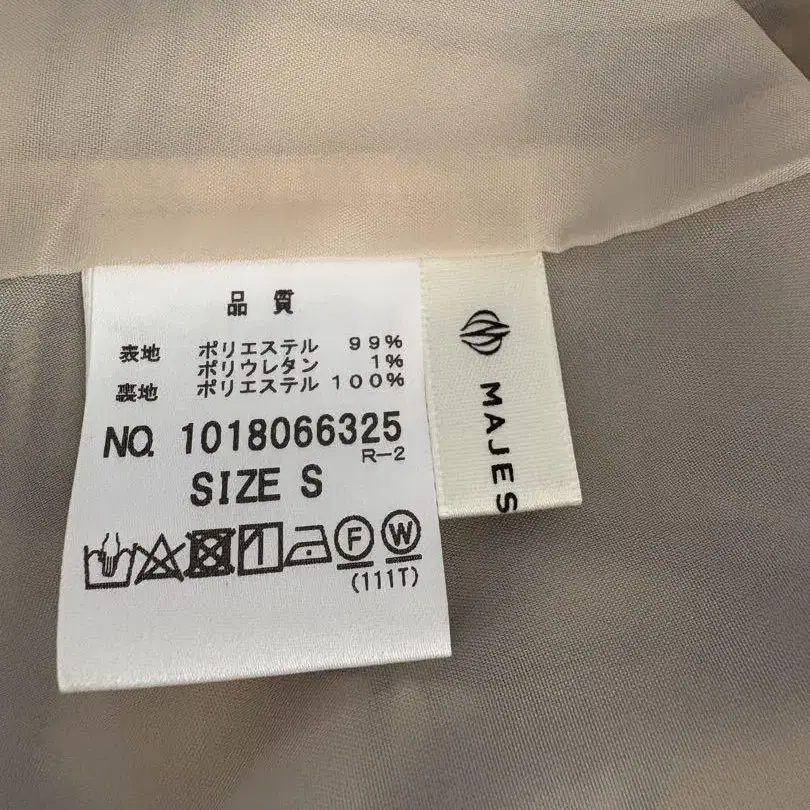 品質
表地 ポリエステル 99%
ポリウレタン 1%
裏地 ポリエステル 100%
NO. 1018066325
R-2
SIZE S
F W
(111T)
MAJES